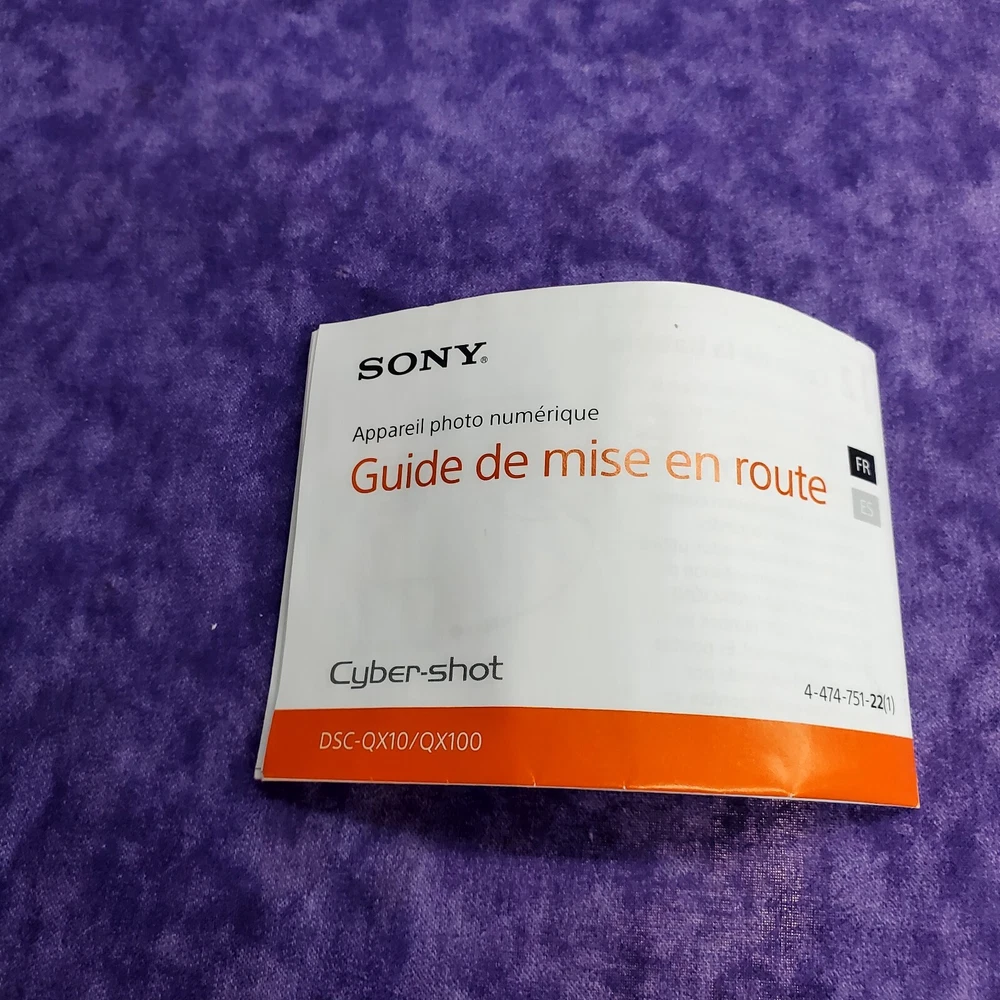 SONY®
Appareil photo numérique
Guide de mise en route
FR
ES
Cyber-shot
4-474-751-22(1)
DSC-QX10/QX100